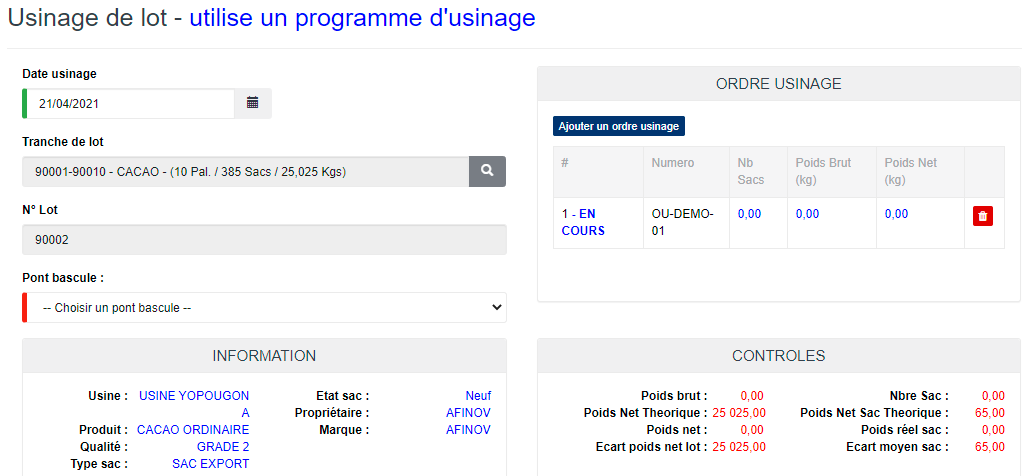 Usinage de lot - utilise un programme d'usinage
Date usinage
21/04/2021
Tranche de lot
90001-90010 - CACAO - (10 Pal. / 385 Sacs / 25,025 Kgs)
N° Lot
90002
Pont bascule :
-- Choisir un pont bascule --
ORDRE USINAGE
Ajouter un ordre usinage
# Numero Nb Sacs Poids Brut (kg) Poids Net (kg)
1 - EN COURS OU-DEMO-01 0,00 0,00 0,00
INFORMATION
Usine : USINE YOPOUGON A
Produit : CACAO ORDINAIRE
Qualité : GRADE 2
Type sac : SAC EXPORT
Etat sac : Neuf
Propriétaire : AFINOV
Marque : AFINOV
CONTROLES
Poids brut : 0,00
Poids Net Theorique : 25 025,00
Poids net : 0,00
Ecart poids net lot : 25 025,00
Nbre Sac : 0,00
Poids Net Sac Theorique : 65,00
Poids réel sac : 0,00
Ecart moyen sac : 65,00